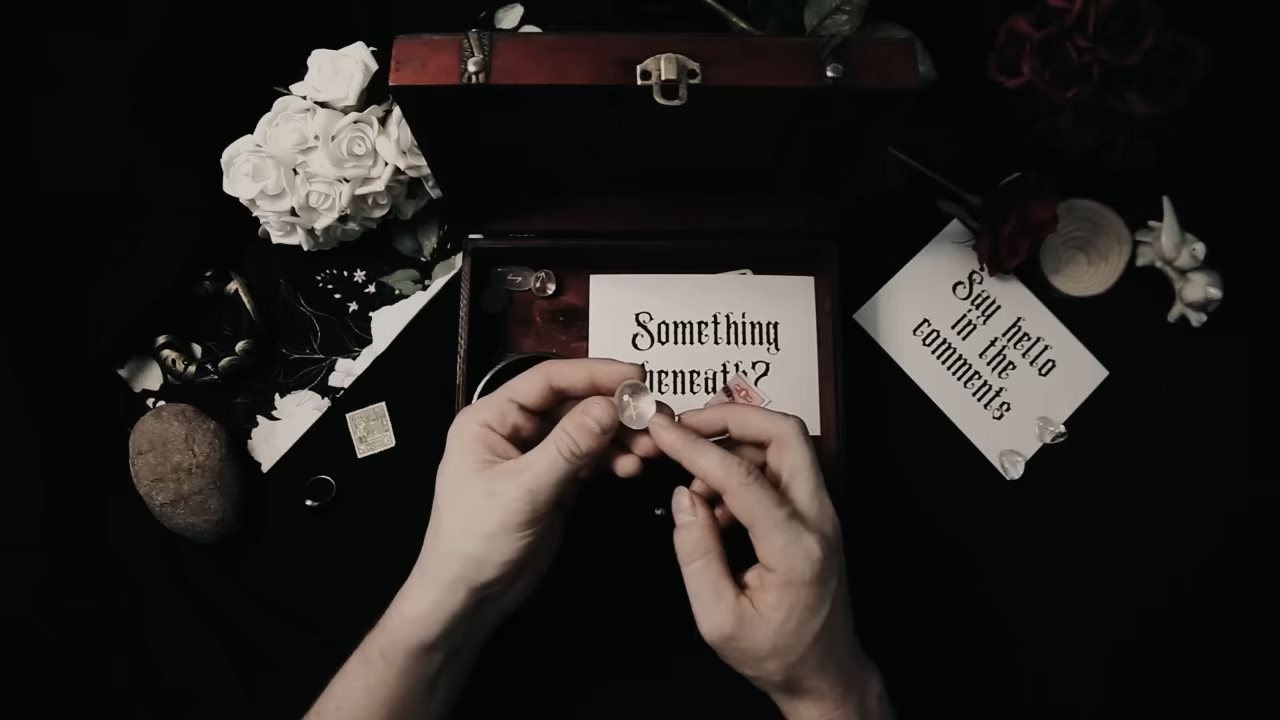 Something
beneath?
Say hello
in the
comments